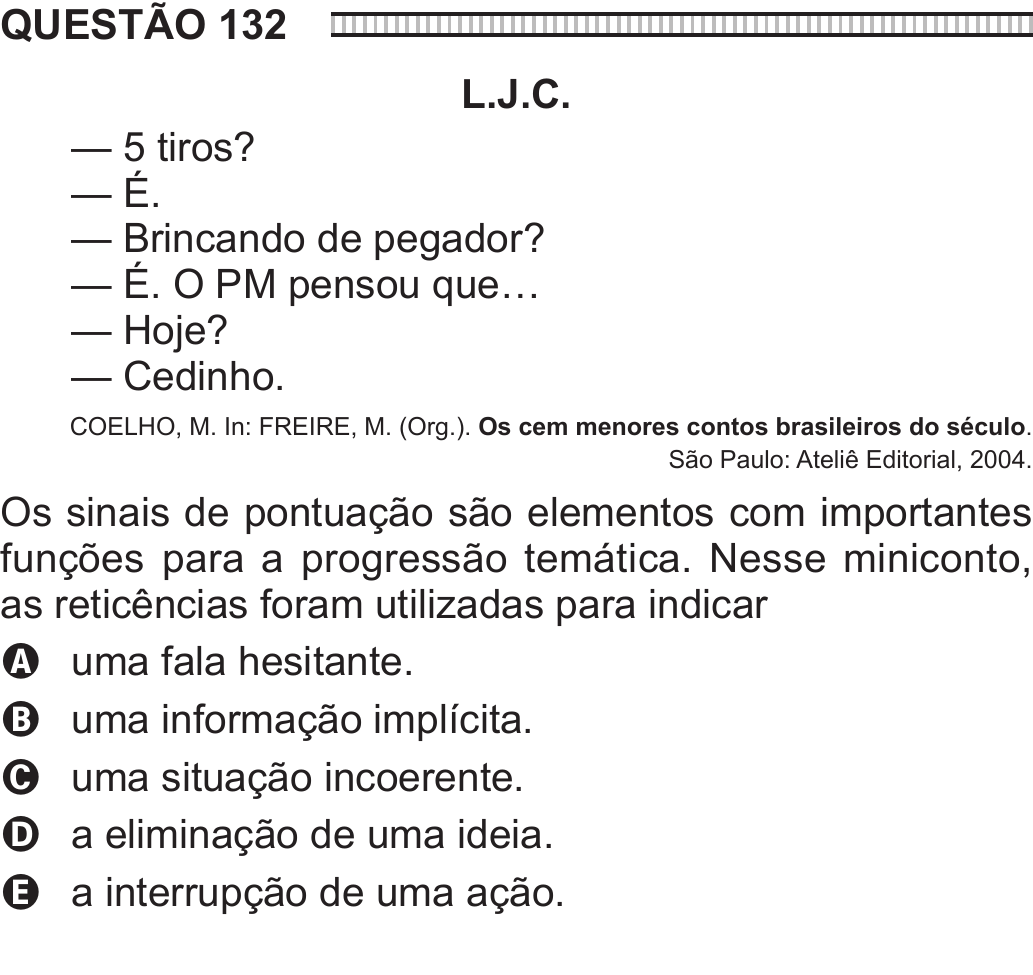 QUESTÃO 132
L.J.C.
— 5 tiros?
— É.
— Brincando de pegador?
— É. O PM pensou que…
— Hoje?
— Cedinho.
COELHO, M. In: FREIRE, M. (Org.). Os cem menores contos brasileiros do século.
São Paulo: Ateliê Editorial, 2004.
Os sinais de pontuação são elementos com importantes
funções para a progressão temática. Nesse miniconto,
as reticências foram utilizadas para indicar
A uma fala hesitante.
B uma informação implícita.
C uma situação incoerente.
D a eliminação de uma ideia.
E a interrupção de uma ação.